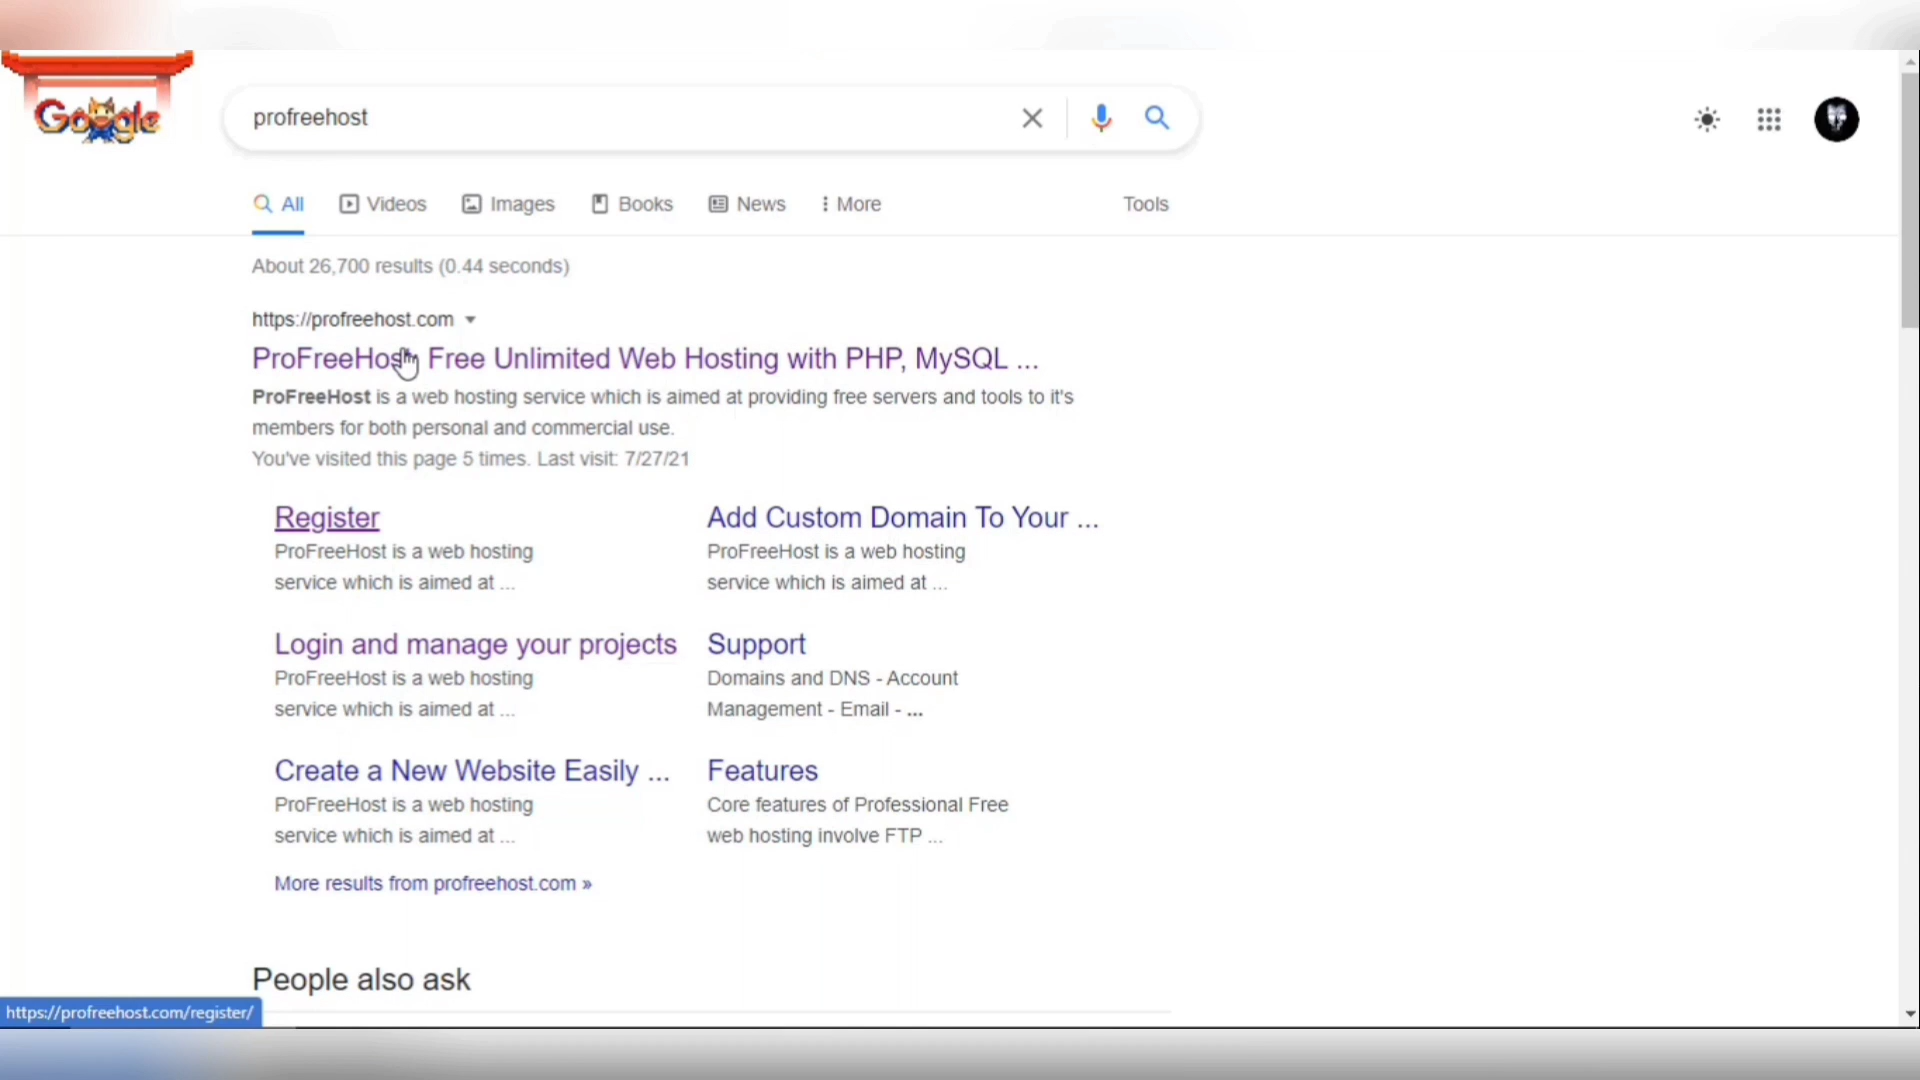 Google
profreehost
All
Videos
Images
Books
News
More
Tools
About 26,700 results (0.44 seconds)
https://profreehost.com
ProFreeHost: Free Unlimited Web Hosting with PHP, MySQL ...
ProFreeHost is a web hosting service which is aimed at providing free servers and tools to it's
members for both personal and commercial use.
You've visited this page 5 times. Last visit: 7/27/21
Register
ProFreeHost is a web hosting
service which is aimed at ...
Add Custom Domain To Your ...
ProFreeHost is a web hosting
service which is aimed at ...
Login and manage your projects
ProFreeHost is a web hosting
service which is aimed at ...
Support
Domains and DNS - Account
Management - Email - ...
Create a New Website Easily ...
ProFreeHost is a web hosting
service which is aimed at ...
Features
Core features of Professional Free
web hosting involve FTP ...
More results from profreehost.com »
People also ask
https://profreehost.com/register/